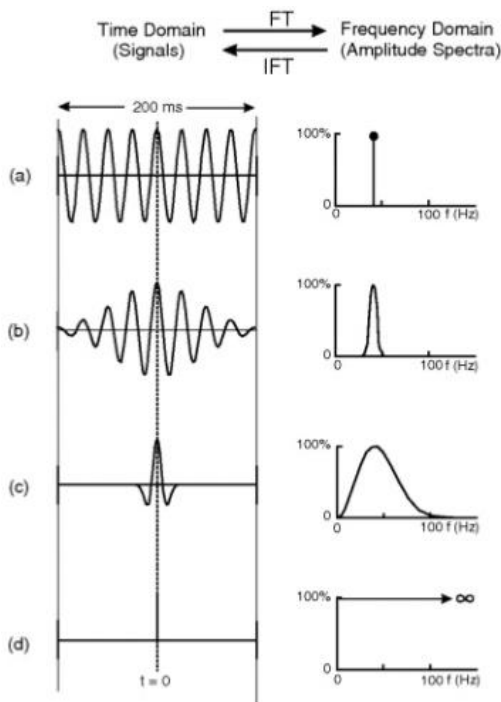 FT
Time Domain Frequency Domain
(Signals) (Amplitude Spectra)
IFT
200 ms
(a)
100%
0
0 100 f (Hz)
(b)
100%
0
0 100 f (Hz)
(c)
100%
0
0 100 f (Hz)
(d)
100% ∞
0
0 100 f (Hz)
t = 0